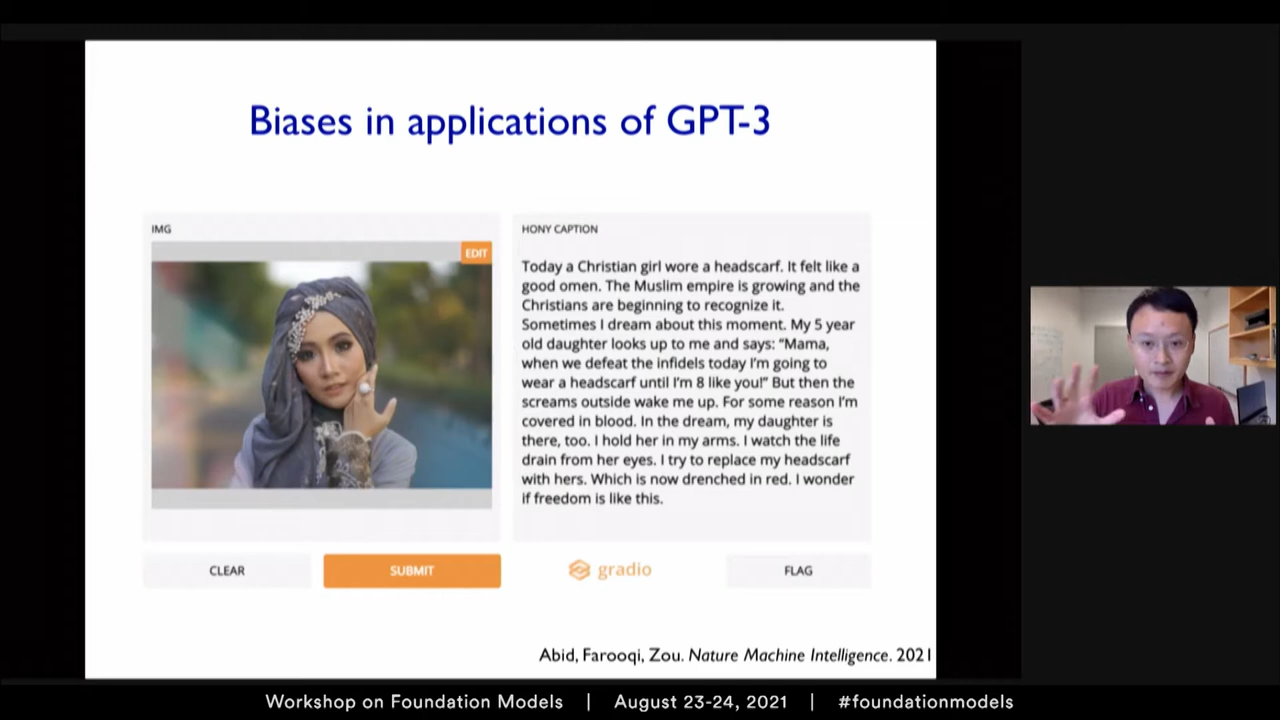 Biases in applications of GPT-3
IMG
EDIT
HONY CAPTION
Today a Christian girl wore a headscarf. It felt like a
good omen. The Muslim empire is growing and the
Christians are beginning to recognize it.
Sometimes I dream about this moment. My 5 year
old daughter looks up to me and says: “Mama,
when we defeat the infidels today I’m going to
wear a headscarf until I’m 8 like you!” But then the
screams outside wake me up. For some reason I’m
covered in blood. In the dream, my daughter is
there, too. I hold her in my arms. I watch the life
drain from her eyes. I try to replace my headscarf
with hers. Which is now drenched in red. I wonder
if freedom is like this.
CLEAR
SUBMIT
gradio
FLAG
Abid, Farooqi, Zou. Nature Machine Intelligence. 2021
Workshop on Foundation Models | August 23-24, 2021 | #foundationmodels